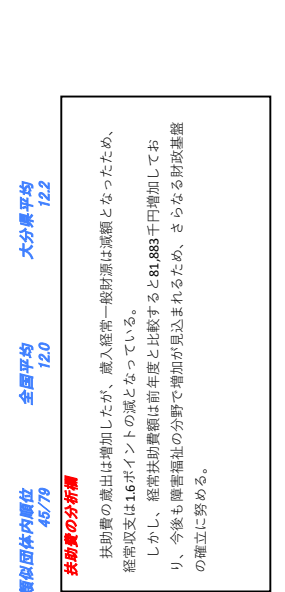 類似団体内順位 全国平均 大分県平均
45/79 12.0 12.2
扶助費の分析欄
扶助費の歳出は増加したが、歳入経常一般財源は減額となったため、
経常収支は1.6ポイントの減となっている。
しかし、経常扶助費額は前年度と比較すると81,883千円増加してお
り、今後も障害福祉の分野で増加が見込まれるため、さらなる財政基盤
の確立に努める。